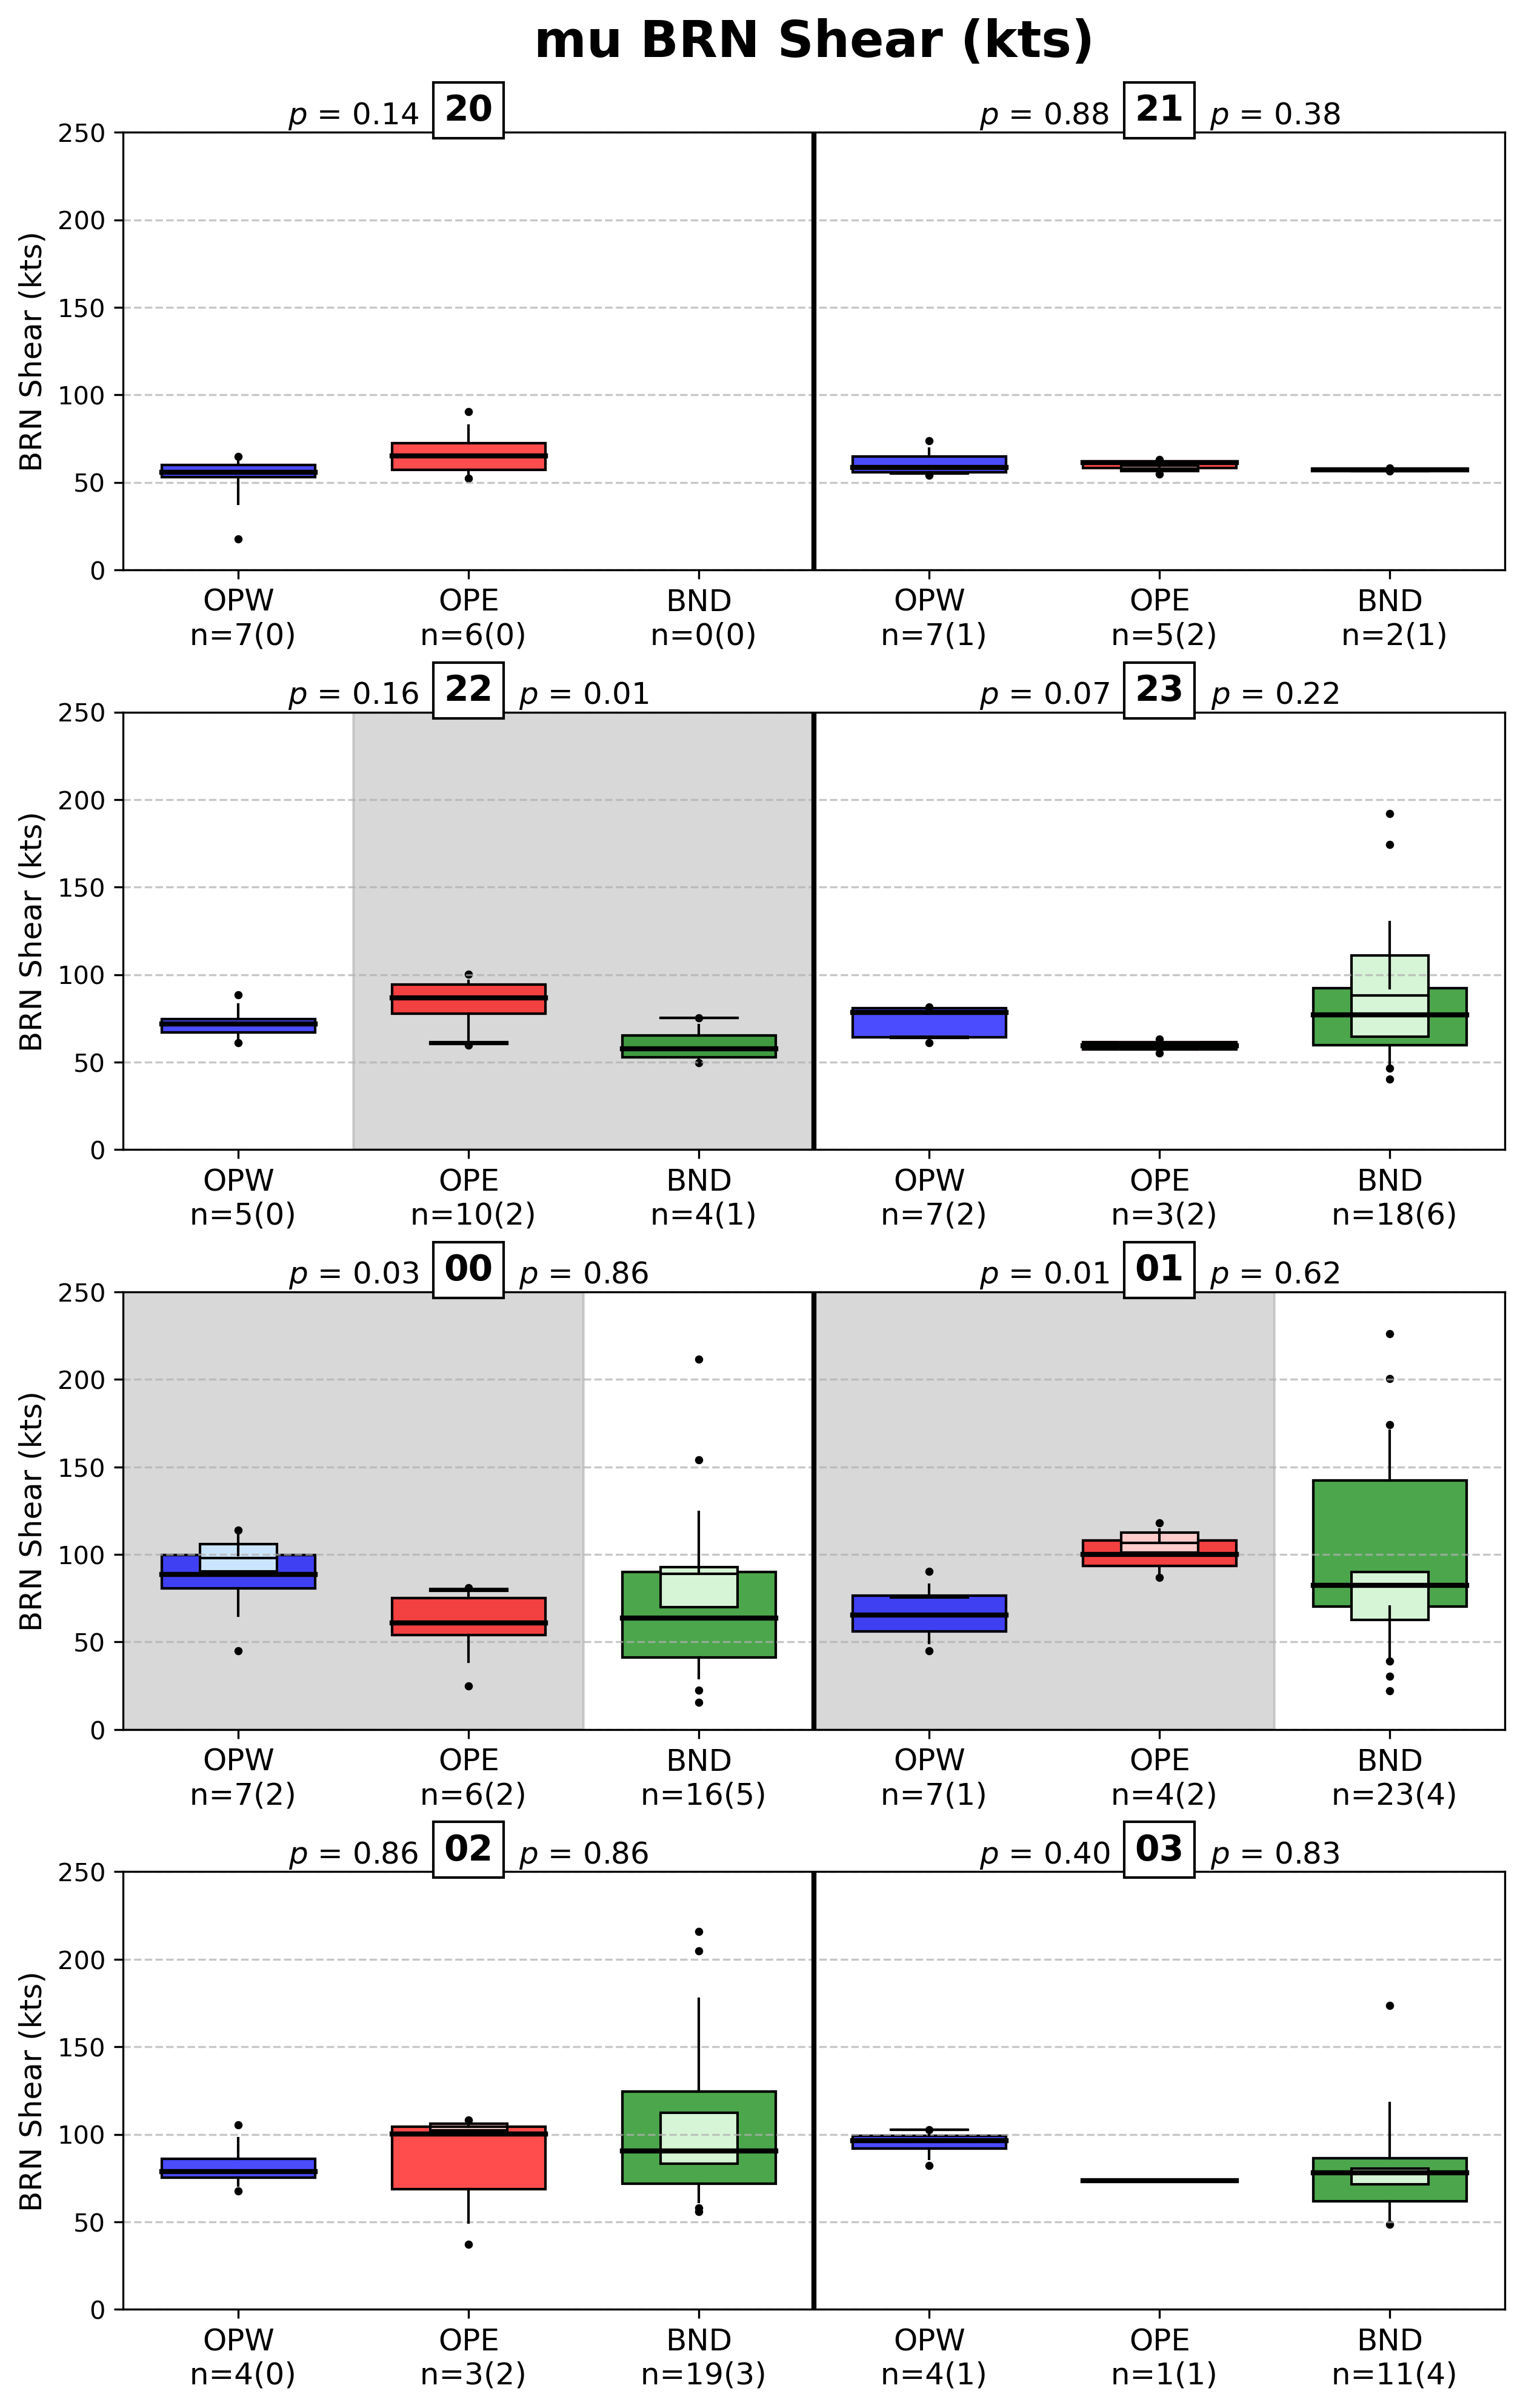 mu BRN Shear (kts)
p = 0.14 20
p = 0.88 21 p = 0.38
BRN Shear (kts)
250
200
150
100
50
0
OPW OPE BND OPW OPE BND
n=7(0) n=6(0) n=0(0) n=7(1) n=5(2) n=2(1)
p = 0.16 22 p = 0.01
p = 0.07 23 p = 0.22
BRN Shear (kts)
250
200
150
100
50
0
OPW OPE BND OPW OPE BND
n=5(0) n=10(2) n=4(1) n=7(2) n=3(2) n=18(6)
p = 0.03 00 p = 0.86
p = 0.01 01 p = 0.62
BRN Shear (kts)
250
200
150
100
50
0
OPW OPE BND OPW OPE BND
n=7(2) n=6(2) n=16(5) n=7(1) n=4(2) n=23(4)
p = 0.86 02 p = 0.86
p = 0.40 03 p = 0.83
BRN Shear (kts)
250
200
150
100
50
0
OPW OPE BND OPW OPE BND
n=4(0) n=3(2) n=19(3) n=4(1) n=1(1) n=11(4)